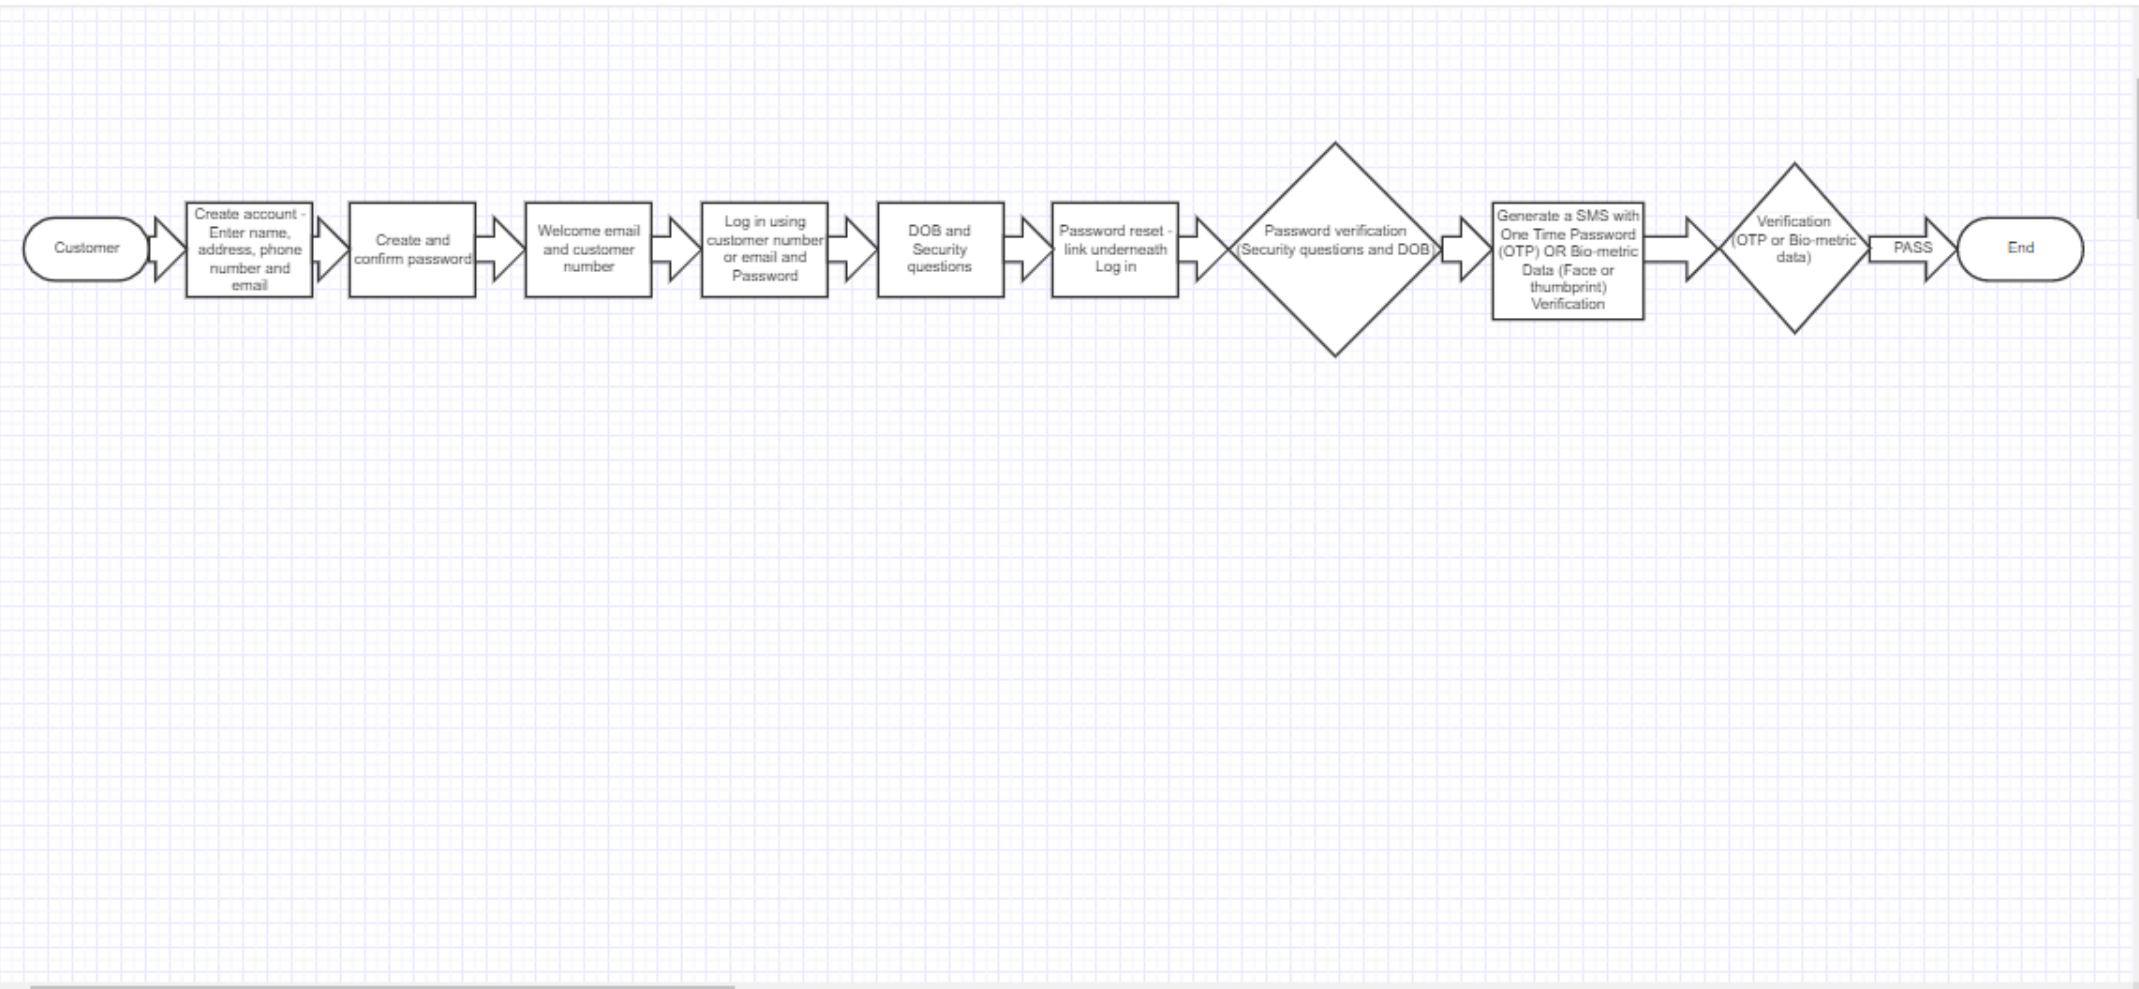 Customer
Create account -
Enter name,
address, phone
number and
email
Create and
confirm password
Welcome email
and customer
number
Log in using
customer number
or email and
Password
DOB and
Security
questions
Password reset -
link underneath
Log in
Password verification
(Security questions and DOB)
Generate a SMS with
One Time Password
(OTP) OR Bio-metric
Data (Face or
thumbprint)
Verification
Verification
(OTP or Bio-metric
data)
PASS
End